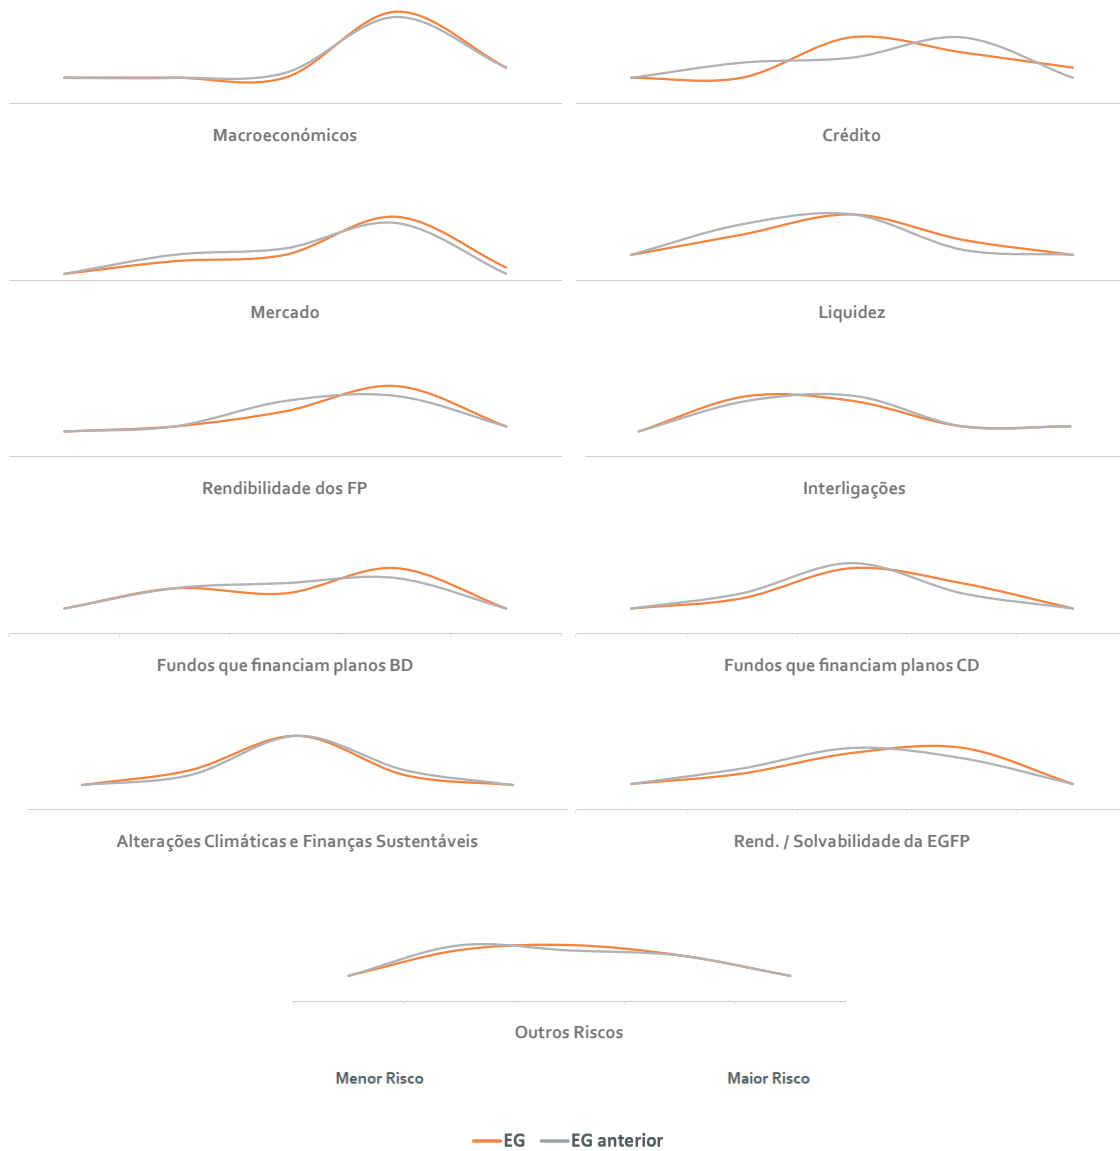 Macroeconómicos
Crédito
Mercado
Liquidez
Rendibilidade dos FP
Interligações
Fundos que financiam planos BD
Fundos que financiam planos CD
Alterações Climáticas e Finanças Sustentáveis
Rend. / Solvabilidade da EGFP
Outros Riscos
Menor Risco
Maior Risco
EG
EG anterior